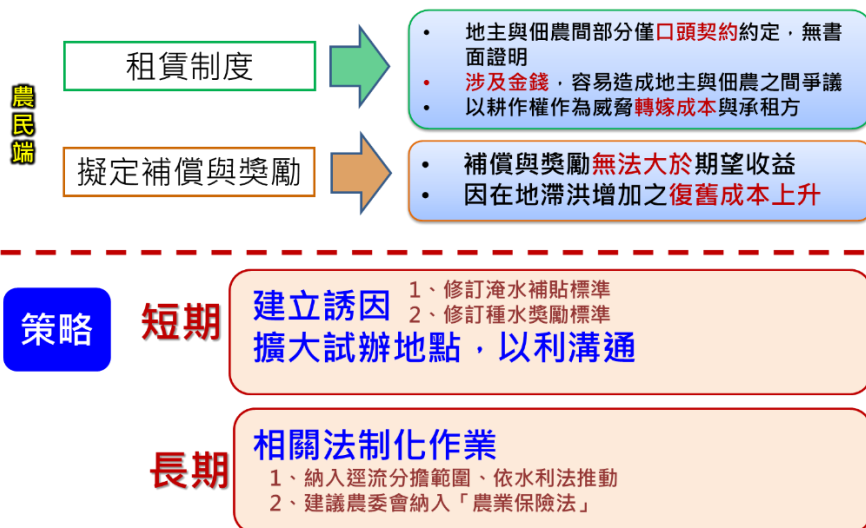 農民端
租賃制度
• 地主與佃農間部分僅口頭契約約定，無書
面證明
• 涉及金錢，容易造成地主與佃農之間爭議
• 以耕作權作為威脅轉嫁成本與承租方
擬定補償與獎勵
• 補償與獎勵無法大於期望收益
• 因在地滯洪增加之復舊成本上升
策略
短期
建立誘因
1、修訂淹水補貼標準
2、修訂種水獎勵標準
擴大試辦地點，以利溝通
長期
相關法制化作業
1、納入逕流分擔範圍、依水利法推動
2、建議農委會納入「農業保險法」